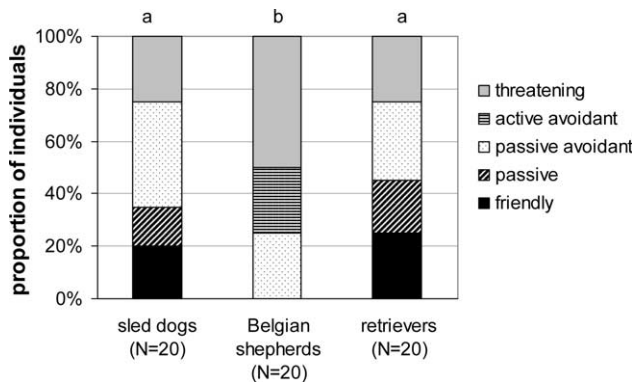 a b a
100%
80%
60%
40%
20%
0%
proportion of individuals
sled dogs
(N=20)
Belgian
shepherds
(N=20)
retrievers
(N=20)
threatening
active avoidant
passive avoidant
passive
friendly